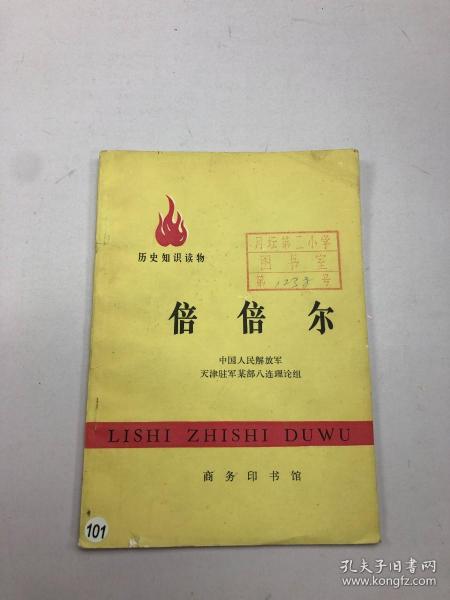 历史知识读物
月坛第二小学
图书室
第 1238 号
倍倍尔
中国人民解放军
天津驻军某部八连理论组
LISHI ZHISHI DUWU
商务印书馆
101
孔夫子旧书网
www.kongfz.com